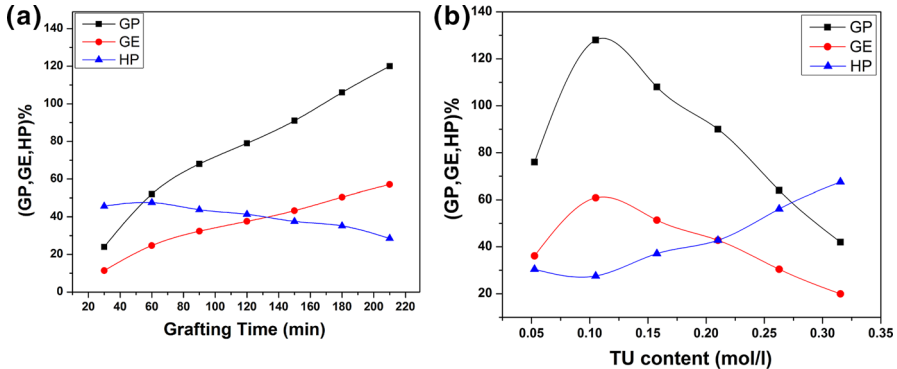 (a)
GP
GE
HP
(GP,GE,HP)%
140
120
100
80
60
40
20
0
20 40 60 80 100 120 140 160 180 200 220
Grafting Time (min)
(b)
GP
GE
HP
(GP,GE,HP)%
140
120
100
80
60
40
20
0.05 0.10 0.15 0.20 0.25 0.30 0.35
TU content (mol/l)